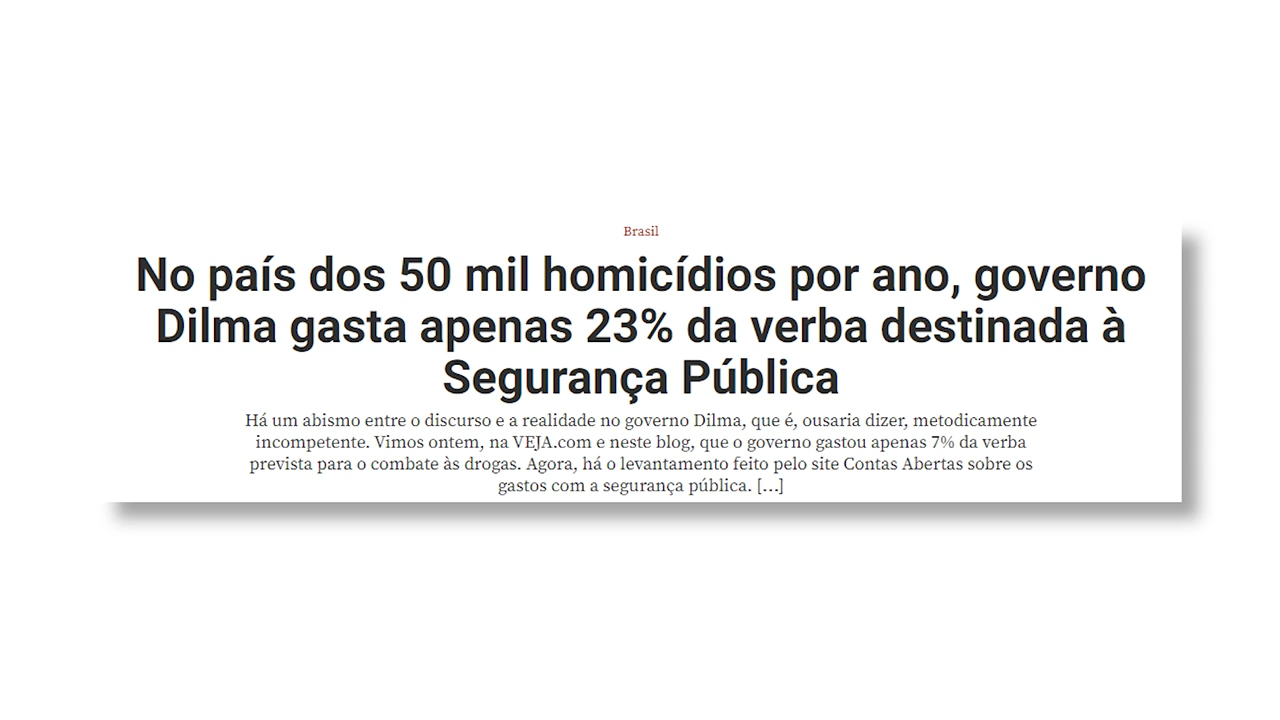 Brasil
No país dos 50 mil homicídios por ano, governo
Dilma gasta apenas 23% da verba destinada à
Segurança Pública
Há um abismo entre o discurso e a realidade no governo Dilma, que é, ousaria dizer, metodicamente
incompetente. Vimos ontem, na VEJA.com e neste blog, que o governo gastou apenas 7% da verba
prevista para o combate às drogas. Agora, há o levantamento feito pelo site Contas Abertas sobre os
gastos com a segurança pública. […]